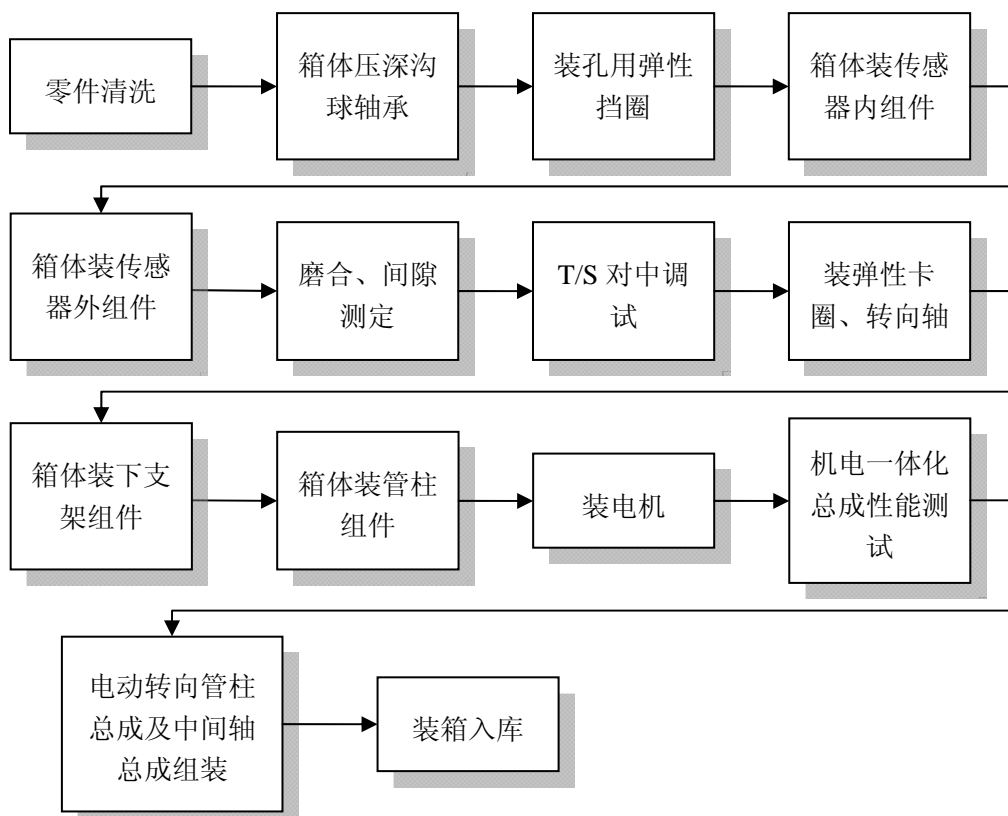 零件清洗
箱体压深沟
球轴承
装孔用弹性
挡圈
箱体装传感
器内组件
箱体装传感
器外组件
磨合、间隙
测定
T/S 对中调
试
装弹性卡
圈、转向轴
箱体装下支
架组件
箱体装管柱
组件
装电机
机电一体化
总成性能测
试
电动转向管柱
总成及中间轴
总成组装
装箱入库